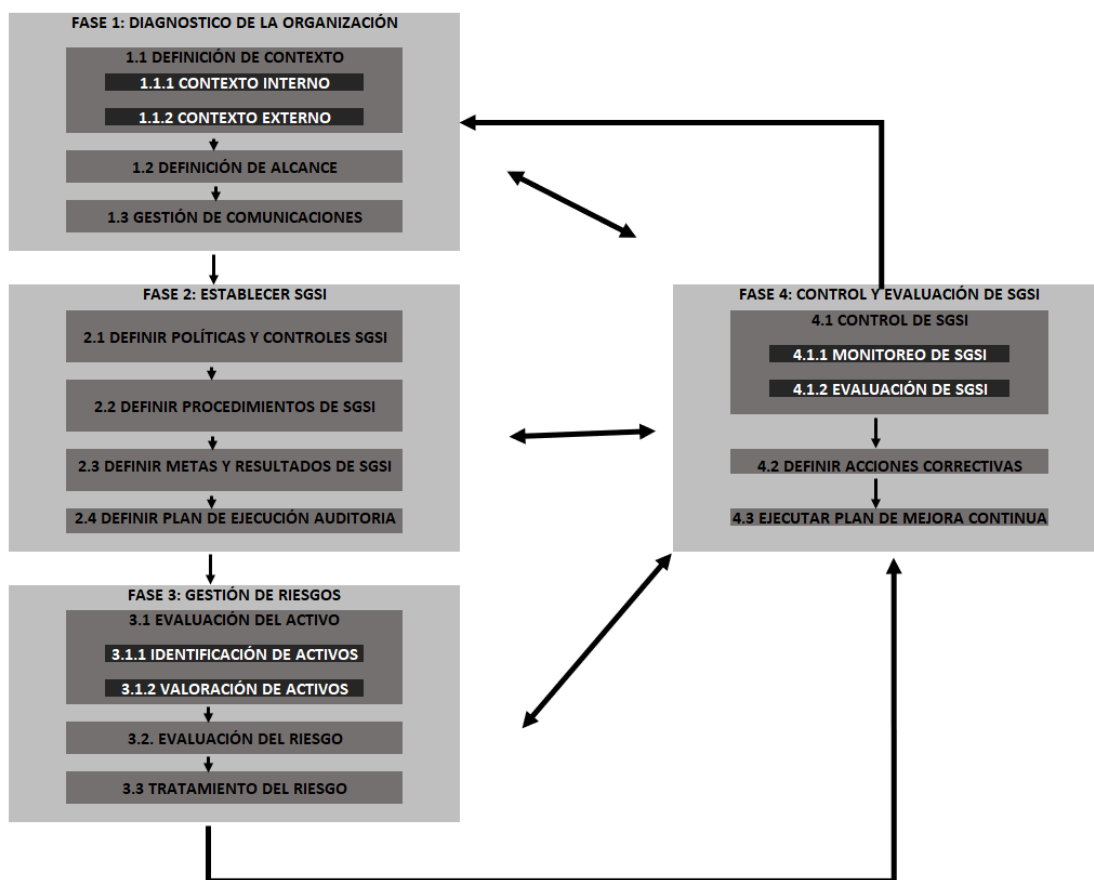 FASE 1: DIAGNOSTICO DE LA ORGANIZACIÓN
1.1 DEFINICIÓN DE CONTEXTO
1.1.1 CONTEXTO INTERNO
1.1.2 CONTEXTO EXTERNO
1.2 DEFINICIÓN DE ALCANCE
1.3 GESTIÓN DE COMUNICACIONES
FASE 2: ESTABLECER SGSI
2.1 DEFINIR POLÍTICAS Y CONTROLES SGSI
2.2 DEFINIR PROCEDIMIENTOS DE SGSI
2.3 DEFINIR METAS Y RESULTADOS DE SGSI
2.4 DEFINIR PLAN DE EJECUCIÓN AUDITORIA
FASE 3: GESTIÓN DE RIESGOS
3.1 EVALUACIÓN DEL ACTIVO
3.1.1 IDENTIFICACIÓN DE ACTIVOS
3.1.2 VALORACIÓN DE ACTIVOS
3.2. EVALUACIÓN DEL RIESGO
3.3 TRATAMIENTO DEL RIESGO
FASE 4: CONTROL Y EVALUACIÓN DE SGSI
4.1 CONTROL DE SGSI
4.1.1 MONITOREO DE SGSI
4.1.2 EVALUACIÓN DE SGSI
4.2 DEFINIR ACCIONES CORRECTIVAS
4.3 EJECUTAR PLAN DE MEJORA CONTINUA